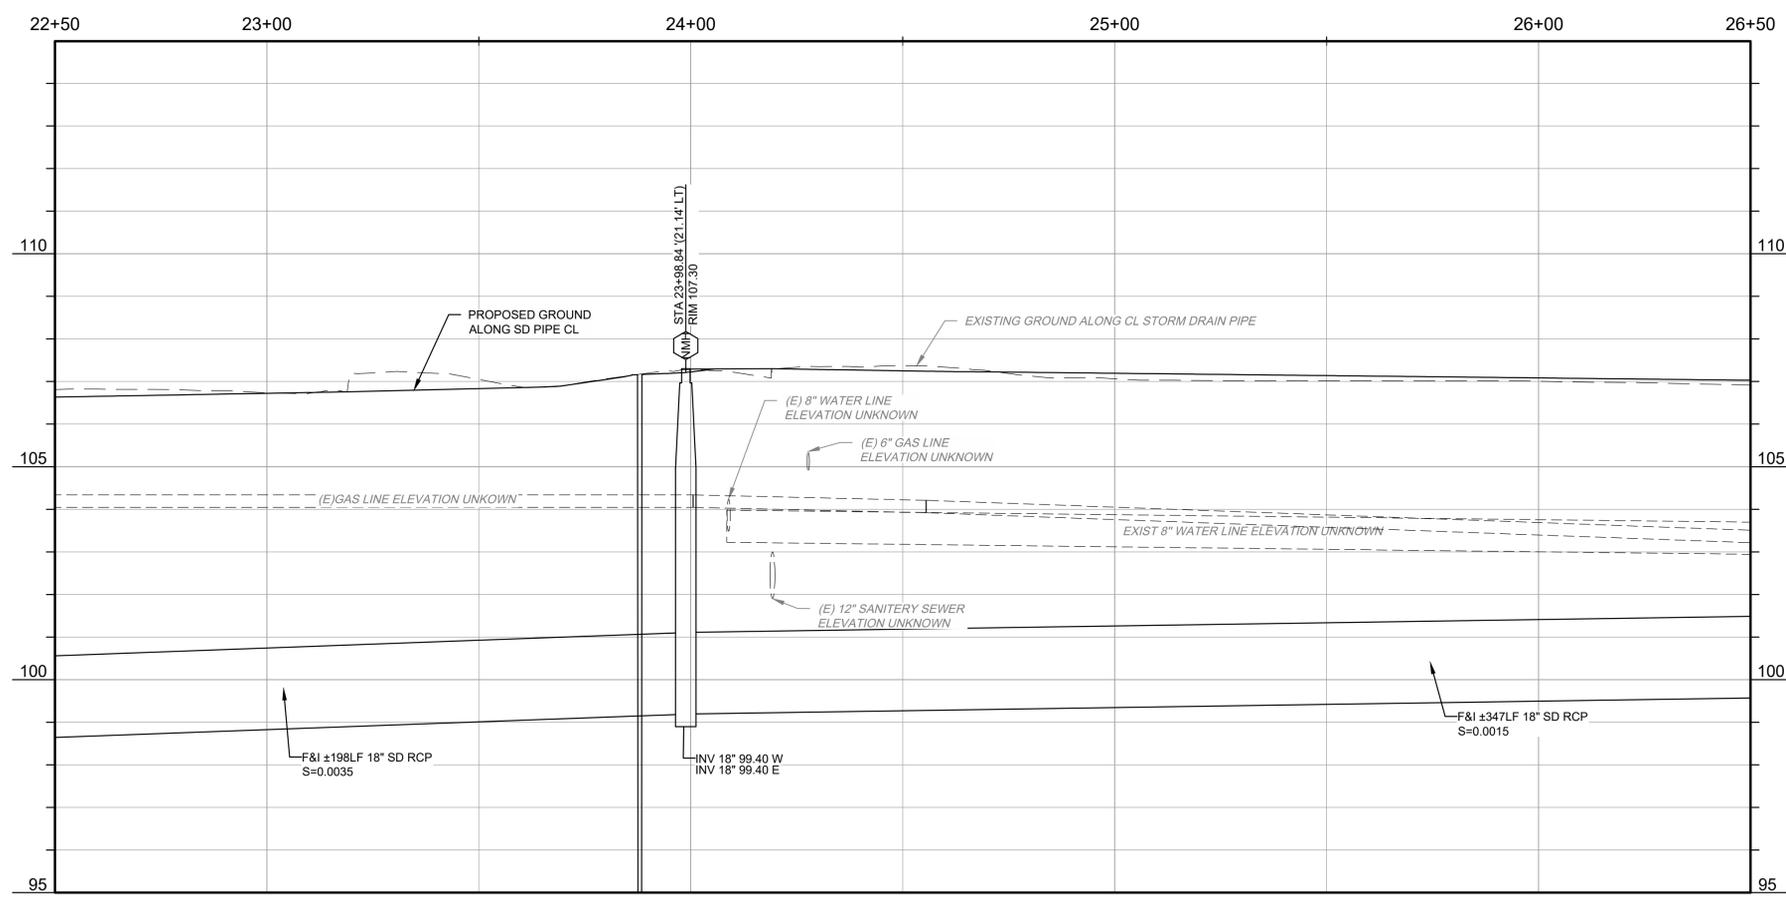 22+50
23+00
24+00
25+00
26+00
26+50
110
110
105
105
100
100
95
95
STA 23+98.84 '(21.14' LT)
RIM 107.30
NMH
PROPOSED GROUND
ALONG SD PIPE CL
EXISTING GROUND ALONG CL STORM DRAIN PIPE
(E) 8" WATER LINE
ELEVATION UNKNOWN
(E) 6" GAS LINE
ELEVATION UNKNOWN
(E)GAS LINE ELEVATION UNKOWN
EXIST 8" WATER LINE ELEVATION UNKNOWN
(E) 12" SANITERY SEWER
ELEVATION UNKNOWN
F&I ±198LF 18" SD RCP
S=0.0035
INV 18" 99.40 W
INV 18" 99.40 E
F&I ±347LF 18" SD RCP
S=0.0015